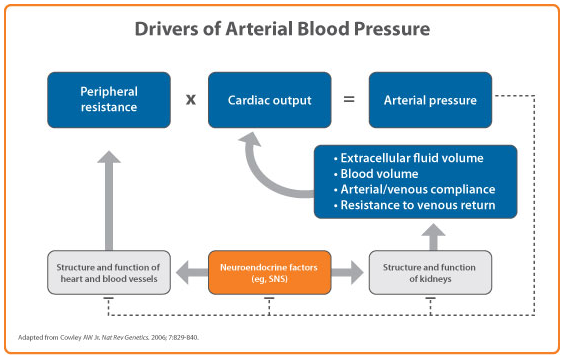 Drivers of Arterial Blood Pressure
Peripheral
resistance
x
Cardiac output
=
Arterial pressure
• Extracellular fluid volume
• Blood volume
• Arterial/venous compliance
• Resistance to venous return
Structure and function of
heart and blood vessels
Neuroendocrine factors
(eg, SNS)
Structure and function
of kidneys
Adapted from Cowley AW Jr. Nat Rev Genetics. 2006; 7:829-840.